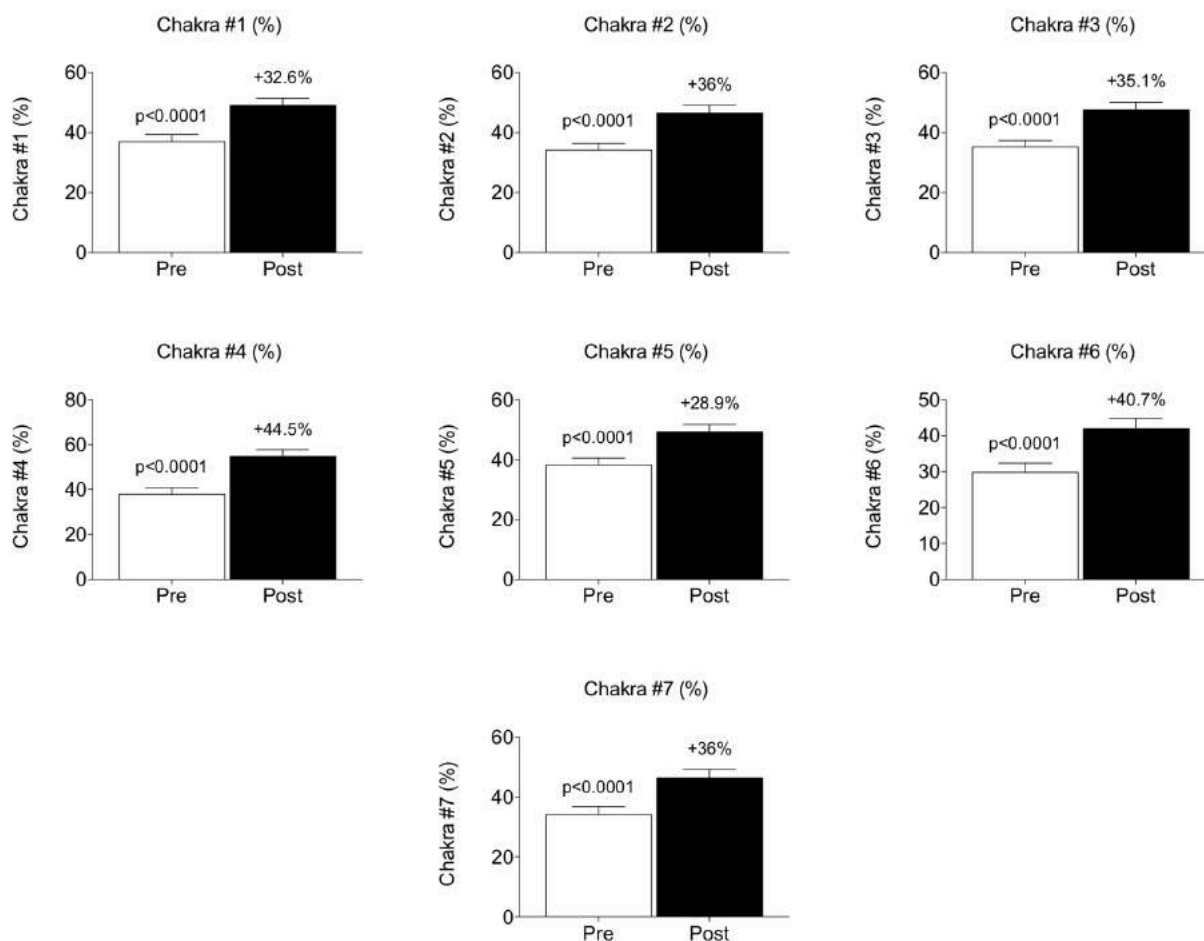 Chakra #1 (%)
Chakra #1 (%)
60
40
20
0
p<0.0001
+32.6%
Pre
Post
Chakra #2 (%)
Chakra #2 (%)
60
40
20
0
p<0.0001
+36%
Pre
Post
Chakra #3 (%)
Chakra #3 (%)
60
40
20
0
p<0.0001
+35.1%
Pre
Post
Chakra #4 (%)
Chakra #4 (%)
80
60
40
20
0
p<0.0001
+44.5%
Pre
Post
Chakra #5 (%)
Chakra #5 (%)
60
40
20
0
p<0.0001
+28.9%
Pre
Post
Chakra #6 (%)
Chakra #6 (%)
50
40
30
20
10
0
p<0.0001
+40.7%
Pre
Post
Chakra #7 (%)
Chakra #7 (%)
60
40
20
0
p<0.0001
+36%
Pre
Post